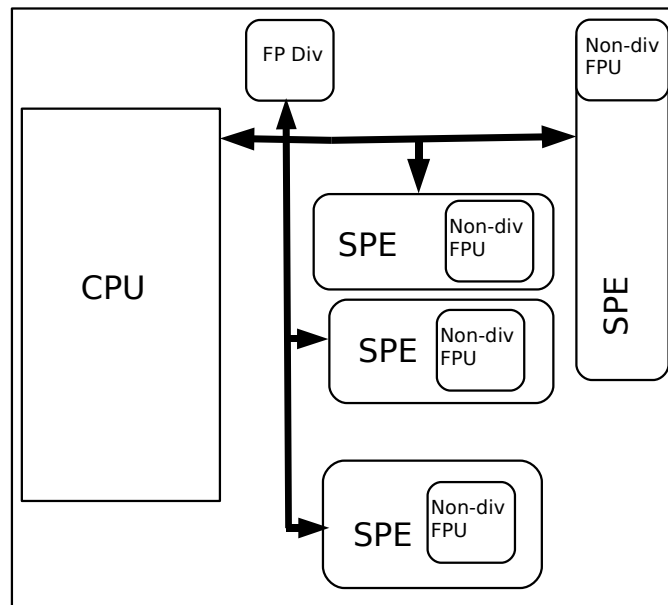 FP Div
Non-div
FPU
CPU
SPE
Non-div
FPU
SPE
Non-div
FPU
SPE
SPE
Non-div
FPU